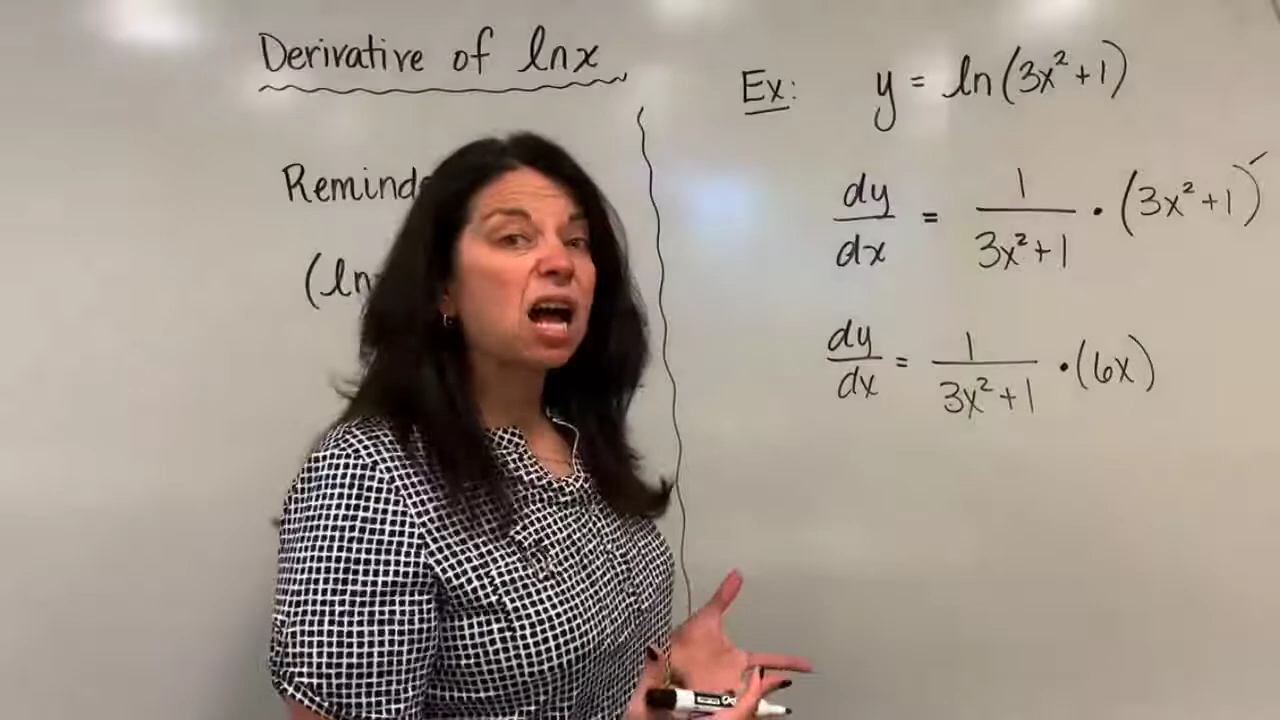 Derivative of lnx
Remind
(ln
Ex: y = ln(3x²+1)
dy/dx = 1/(3x²+1) · (3x²+1)′
dy/dx = 1/(3x²+1) · (6x)